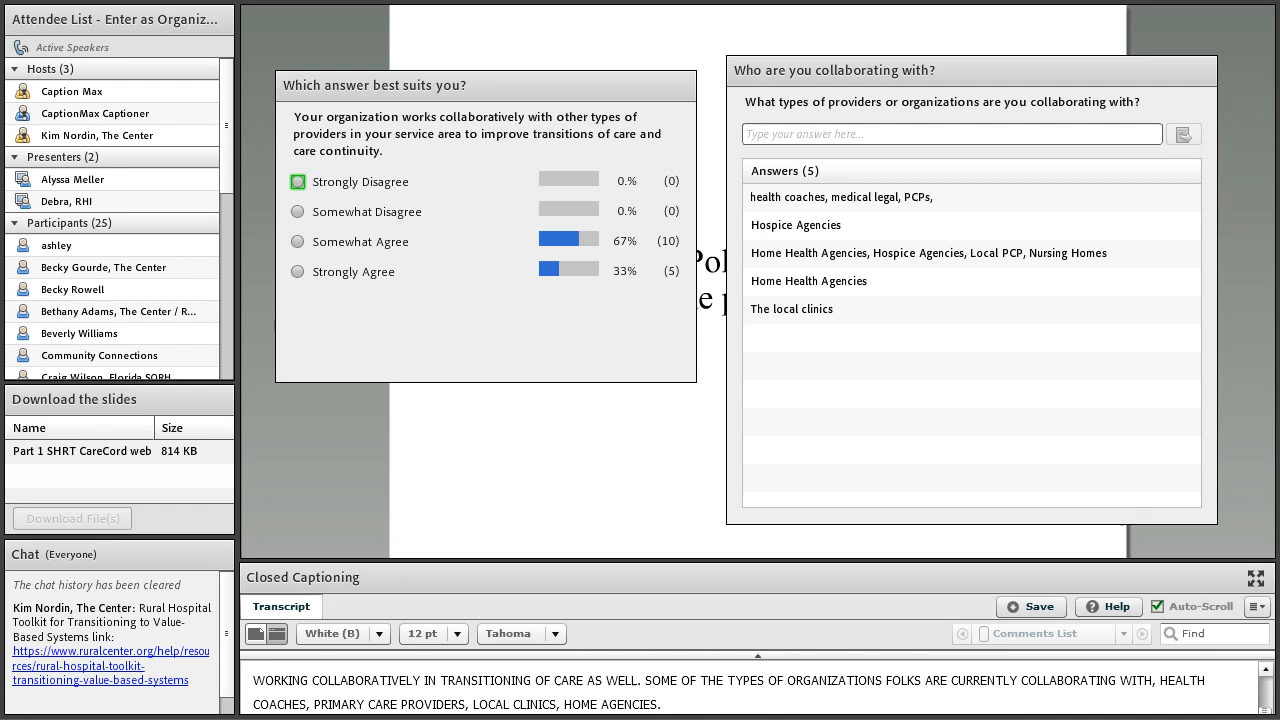 Attendee List - Enter as Organiz...
Active Speakers
Hosts (3)
Caption Max
CaptionMax Captioner
Kim Nordin, The Center
Presenters (2)
Alyssa Meller
Debra, RHI
Participants (25)
ashley
Becky Gourde, The Center
Becky Rowell
Bethany Adams, The Center / R...
Beverly Williams
Community Connections
Craig Wilson, Florida SORH
Download the slides
Name Size
Part 1 SHRT CareCord web 814 KB
Download File(s)
Chat (Everyone)
The chat history has been cleared
Kim Nordin, The Center: Rural Hospital
Toolkit for Transitioning to Value-
Based Systems link:
https://www.ruralcenter.org/help/resou
rces/rural-hospital-toolkit-
transitioning-value-based-systems
Which answer best suits you?
Your organization works collaboratively with other types of
providers in your service area to improve transitions of care and
care continuity.
Strongly Disagree 0.% (0)
Somewhat Disagree 0.% (0)
Somewhat Agree 67% (10)
Strongly Agree 33% (5)
Pol
e p
Who are you collaborating with?
What types of providers or organizations are you collaborating with?
Type your answer here...
Answers (5)
health coaches, medical legal, PCPs,
Hospice Agencies
Home Health Agencies, Hospice Agencies, Local PCP, Nursing Homes
Home Health Agencies
The local clinics
Closed Captioning
Transcript
Save
Help
Auto-Scroll
White (B)
12 pt
Tahoma
Comments List
Find
WORKING COLLABORATIVELY IN TRANSITIONING OF CARE AS WELL. SOME OF THE TYPES OF ORGANIZATIONS FOLKS ARE CURRENTLY COLLABORATING WITH, HEALTH
COACHES, PRIMARY CARE PROVIDERS, LOCAL CLINICS, HOME AGENCIES.